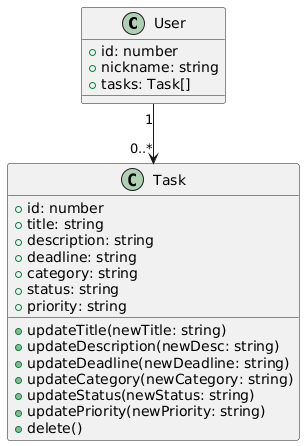 C User
id: number
nickname: string
tasks: Task[]
1
0..*
C Task
id: number
title: string
description: string
deadline: string
category: string
status: string
priority: string
updateTitle(newTitle: string)
updateDescription(newDesc: string)
updateDeadline(newDeadline: string)
updateCategory(newCategory: string)
updateStatus(newStatus: string)
updatePriority(newPriority: string)
delete()